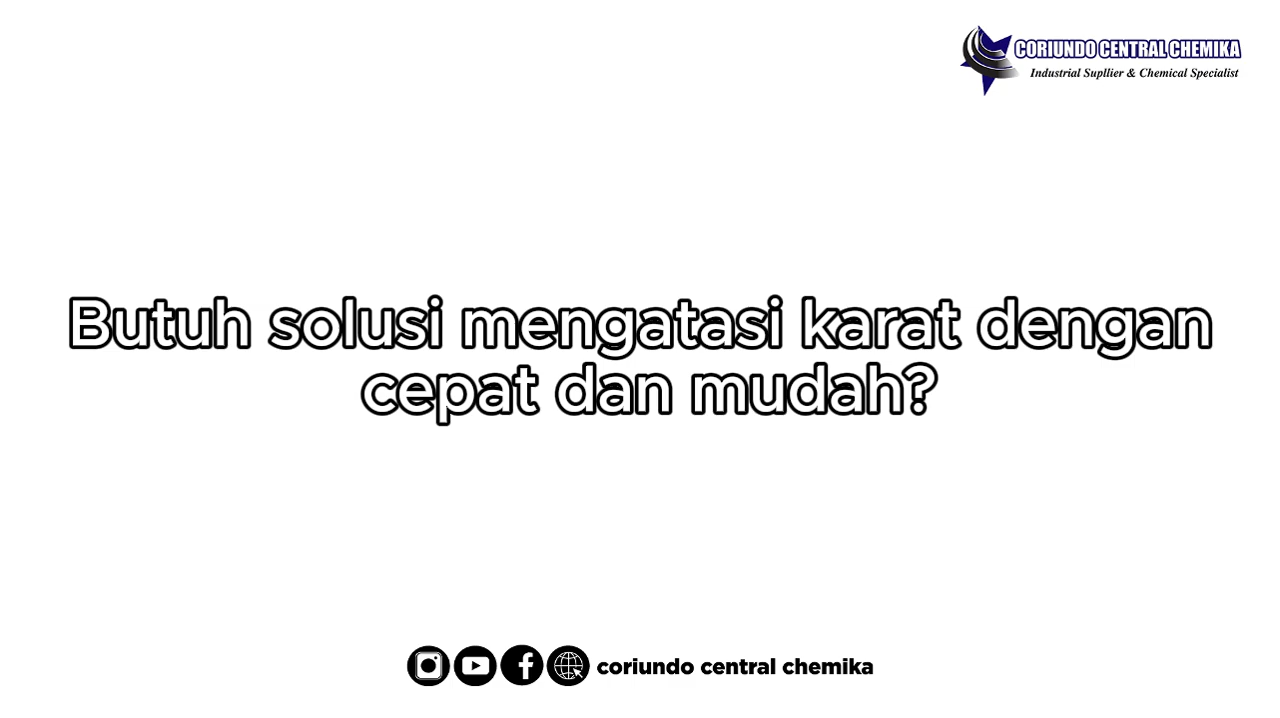 CORIUNDO CENTRAL CHEMIKA
Industrial Supllier & Chemical Specialist
Butuh solusi mengatasi karat dengan
cepat dan mudah?
coriundo central chemika